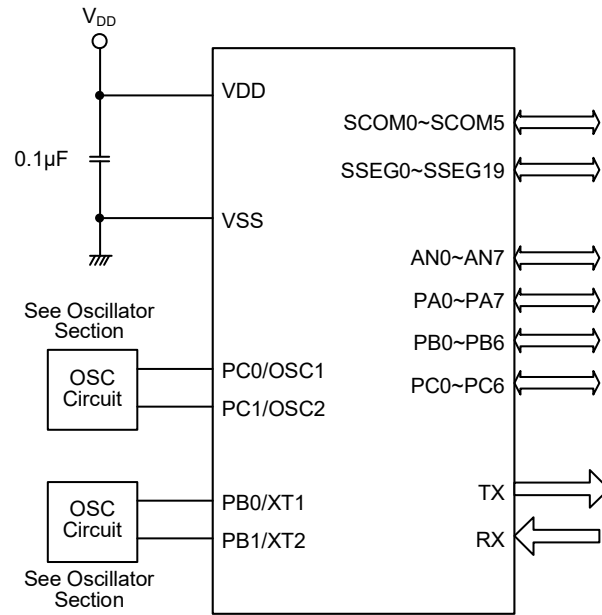 VDD
VDD
0.1µF
VSS
See Oscillator
Section
OSC
Circuit
PC0/OSC1
PC1/OSC2
OSC
Circuit
PB0/XT1
PB1/XT2
See Oscillator
Section
SCOM0~SCOM5
SSEG0~SSEG19
AN0~AN7
PA0~PA7
PB0~PB6
PC0~PC6
TX
RX